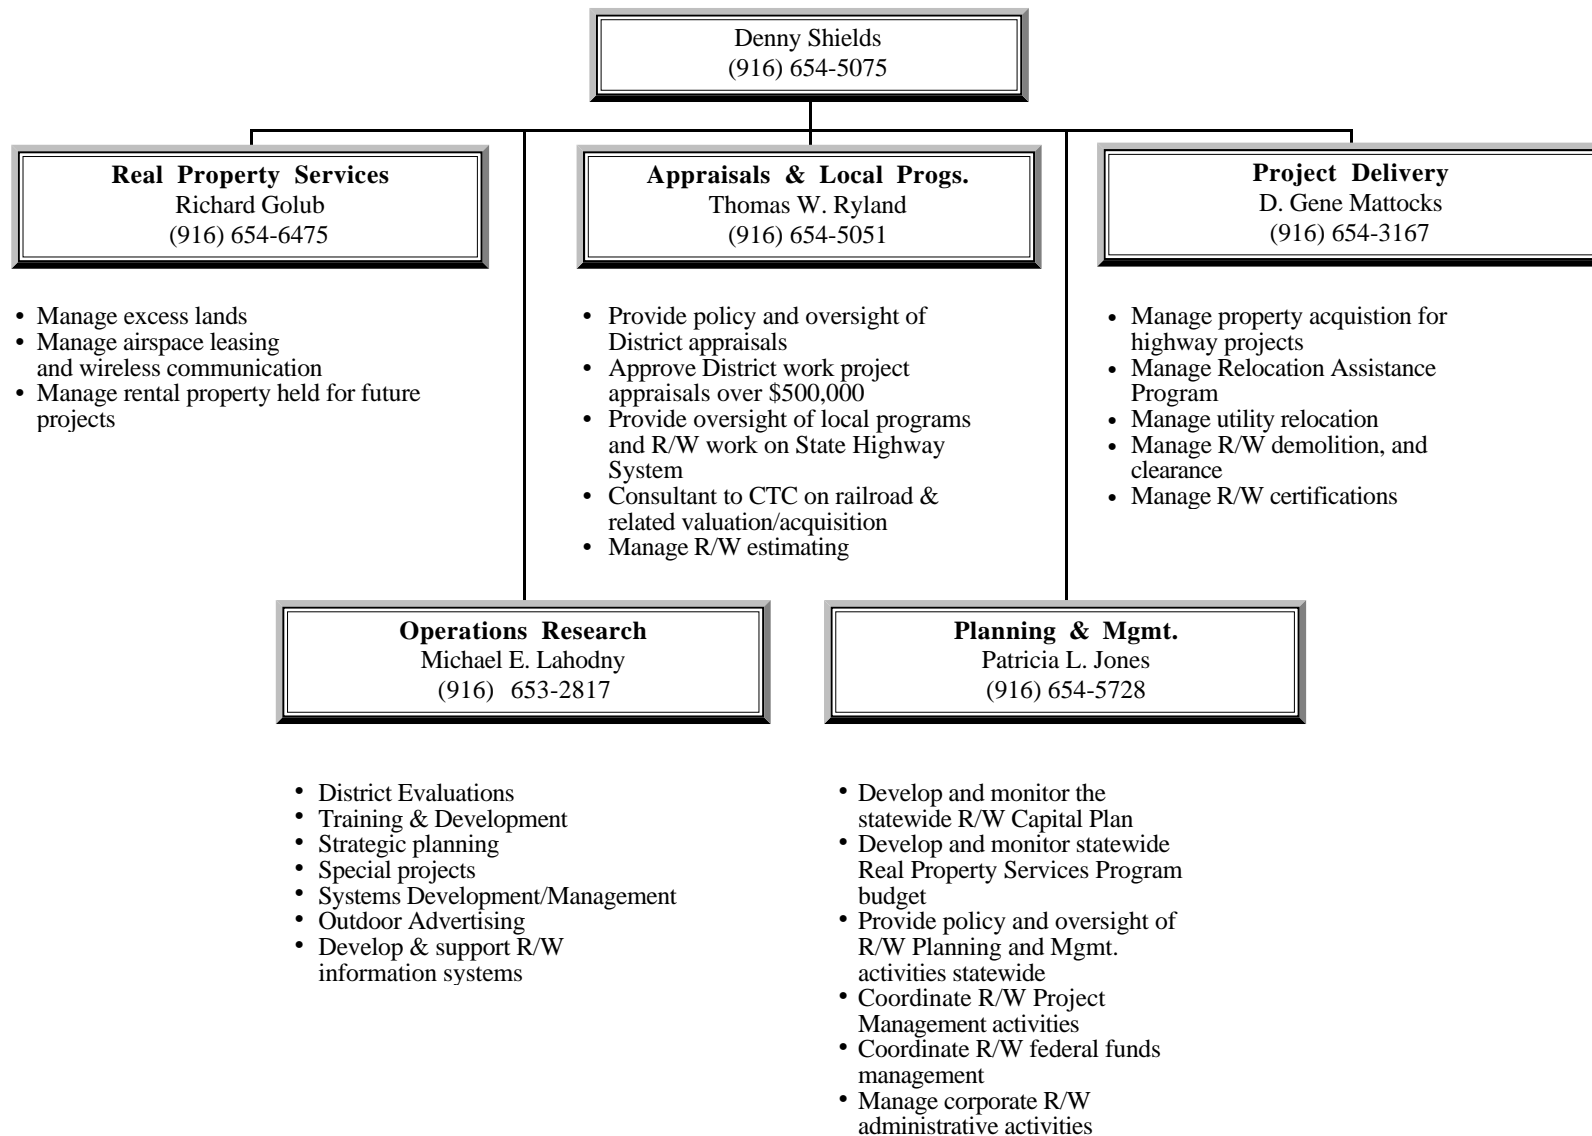 Denny Shields
(916) 654-5075
Real Property Services
Richard Golub
(916) 654-6475
Appraisals & Local Progs.
Thomas W. Ryland
(916) 654-5051
Project Delivery
D. Gene Mattocks
(916) 654-3167
• Manage excess lands
• Manage airspace leasing
and wireless communication
• Manage rental property held for future
projects
• Provide policy and oversight of
District appraisals
• Approve District work project
appraisals over $500,000
• Provide oversight of local programs
and R/W work on State Highway
System
• Consultant to CTC on railroad &
related valuation/acquisition
• Manage R/W estimating
• Manage property acquistion for
highway projects
• Manage Relocation Assistance
Program
• Manage utility relocation
• Manage R/W demolition, and
clearance
• Manage R/W certifications
Operations Research
Michael E. Lahodny
(916) 653-2817
Planning & Mgmt.
Patricia L. Jones
(916) 654-5728
• District Evaluations
• Training & Development
• Strategic planning
• Special projects
• Systems Development/Management
• Outdoor Advertising
• Develop & support R/W
information systems
• Develop and monitor the
statewide R/W Capital Plan
• Develop and monitor statewide
Real Property Services Program
budget
• Provide policy and oversight of
R/W Planning and Mgmt.
activities statewide
• Coordinate R/W Project
Management activities
• Coordinate R/W federal funds
management
• Manage corporate R/W
administrative activities